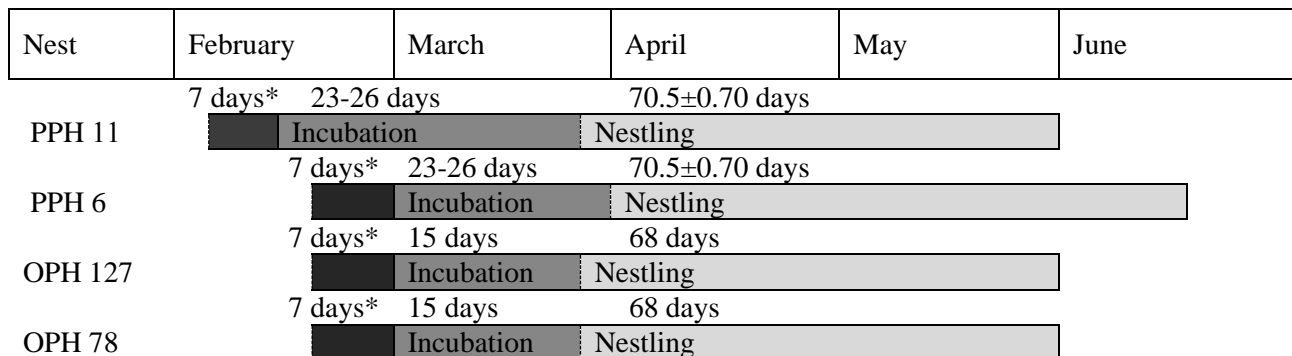 Nest February March April May June
7 days* 23-26 days 70.5±0.70 days
PPH 11 Incubation Nestling
7 days* 23-26 days 70.5±0.70 days
PPH 6 Incubation Nestling
7 days* 15 days 68 days
OPH 127 Incubation Nestling
7 days* 15 days 68 days
OPH 78 Incubation Nestling